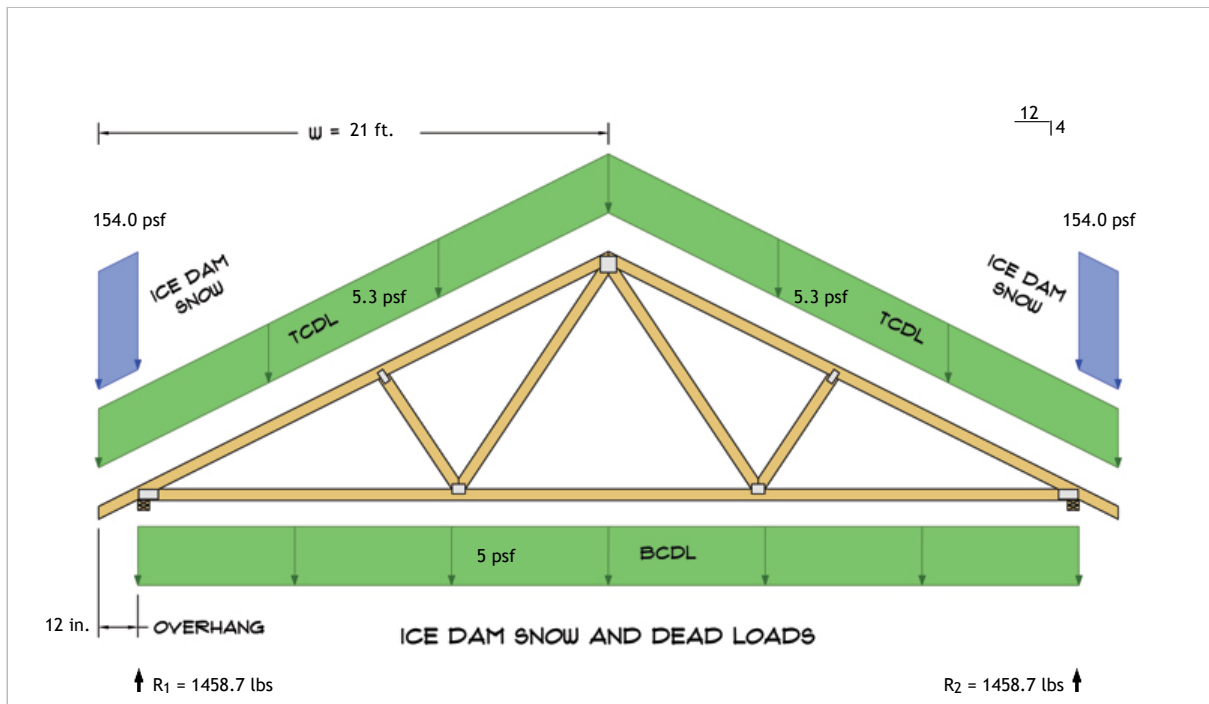 W = 21 ft.
12
4
154.0 psf
154.0 psf
ICE DAM
SNOW
ICE DAM
SNOW
5.3 psf
5.3 psf
TCDL
TCDL
5 psf
BCDL
12 in.
OVERHANG
ICE DAM SNOW AND DEAD LOADS
R1 = 1458.7 lbs
R2 = 1458.7 lbs